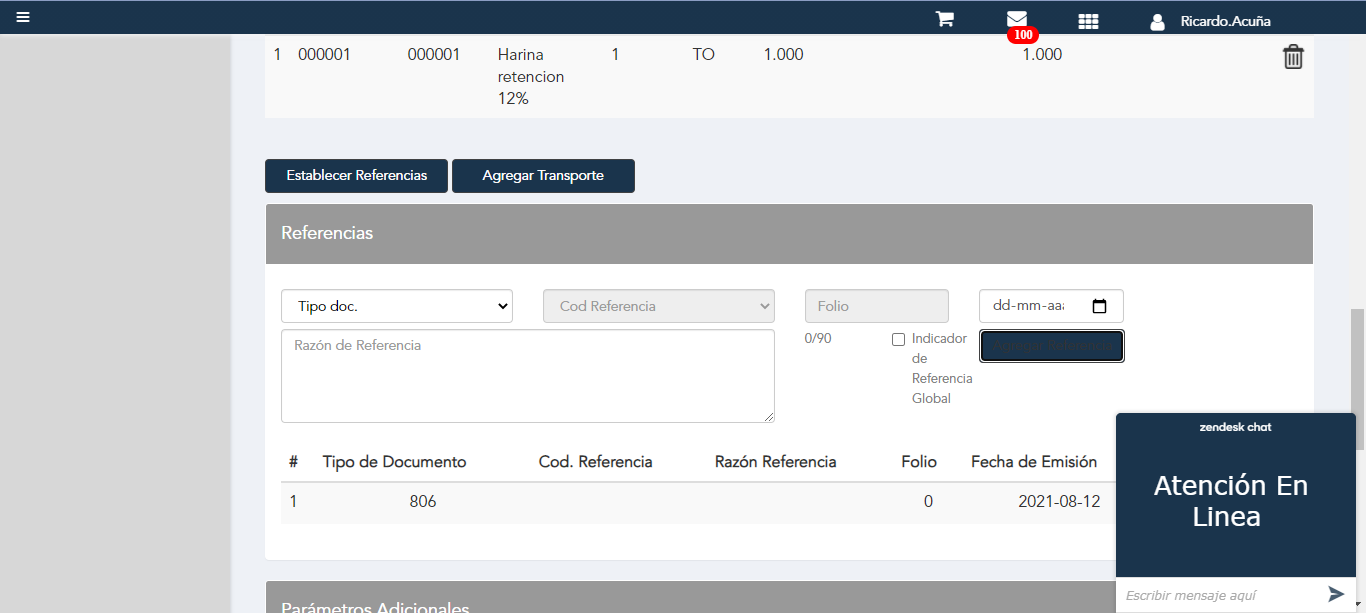 Ricardo.Acuña
100
1 000001 000001 Harina 1 TO 1.000 1.000
retencion
12%
Establecer Referencias Agregar Transporte
Referencias
Tipo doc. Cod Referencia Folio dd-mm-aaa
Razón de Referencia 0/90 Indicador
de
Referencia
Global
# Tipo de Documento Cod. Referencia Razón Referencia Folio Fecha de Emisión
1 806 0 2021-08-12
zendesk chat
Atención En
Linea
Escribir mensaje aquí
Parámetros Adicionales